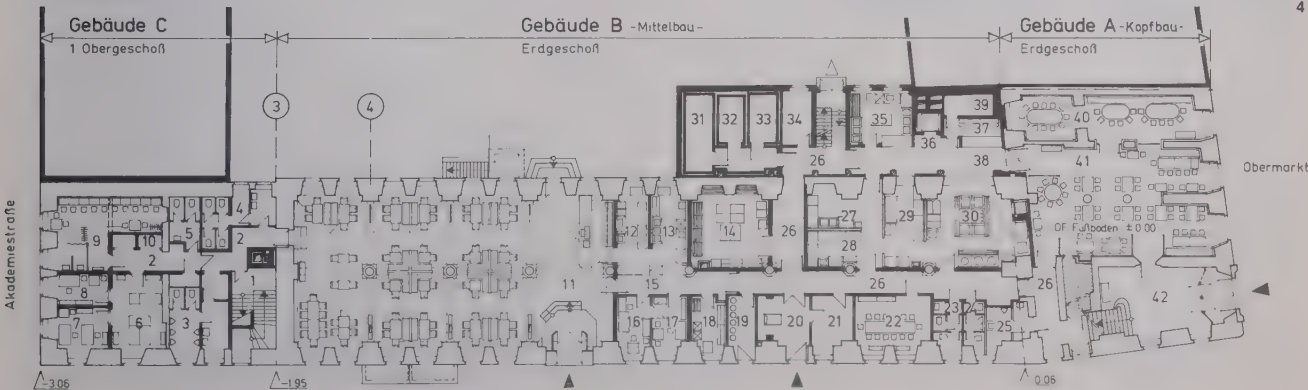 4
Gebäude C
1 Obergeschoß
Gebäude B -Mittelbau-
Erdgeschoß
Gebäude A -Kopfbau-
Erdgeschoß
3
4
31 32 33 34 35 36 37 38 39 40
41
Obermarkt
Akademiestraße
9 10 5 4 2
2
8
7 6 3 1
11
12 13 14 26 26 27 28 29 30
OF Fußboden ±0.00
15 26 26
16 17 18 19 20 21 22 23 24 25
42
-3.06
-1.95
0.06